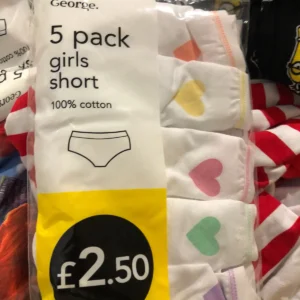 George.
5 pack
girls
short
100% cotton
£2.50